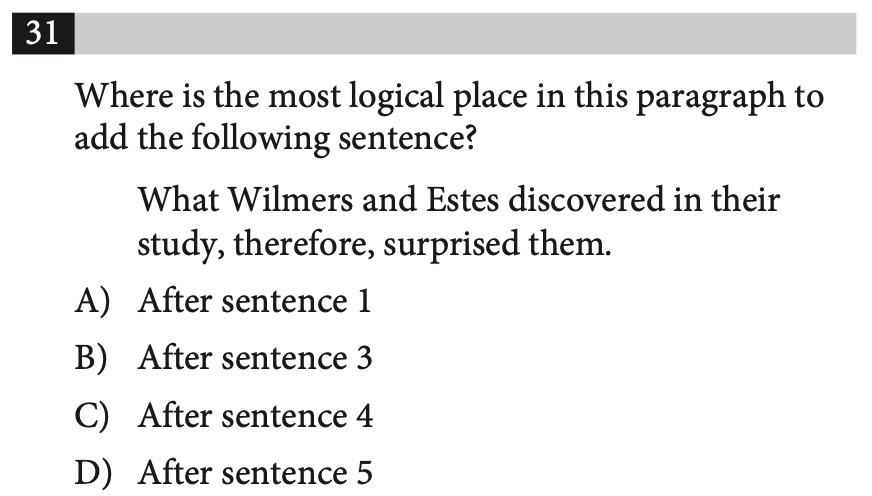 31
Where is the most logical place in this paragraph to
add the following sentence?
What Wilmers and Estes discovered in their
study, therefore, surprised them.
A) After sentence 1
B) After sentence 3
C) After sentence 4
D) After sentence 5